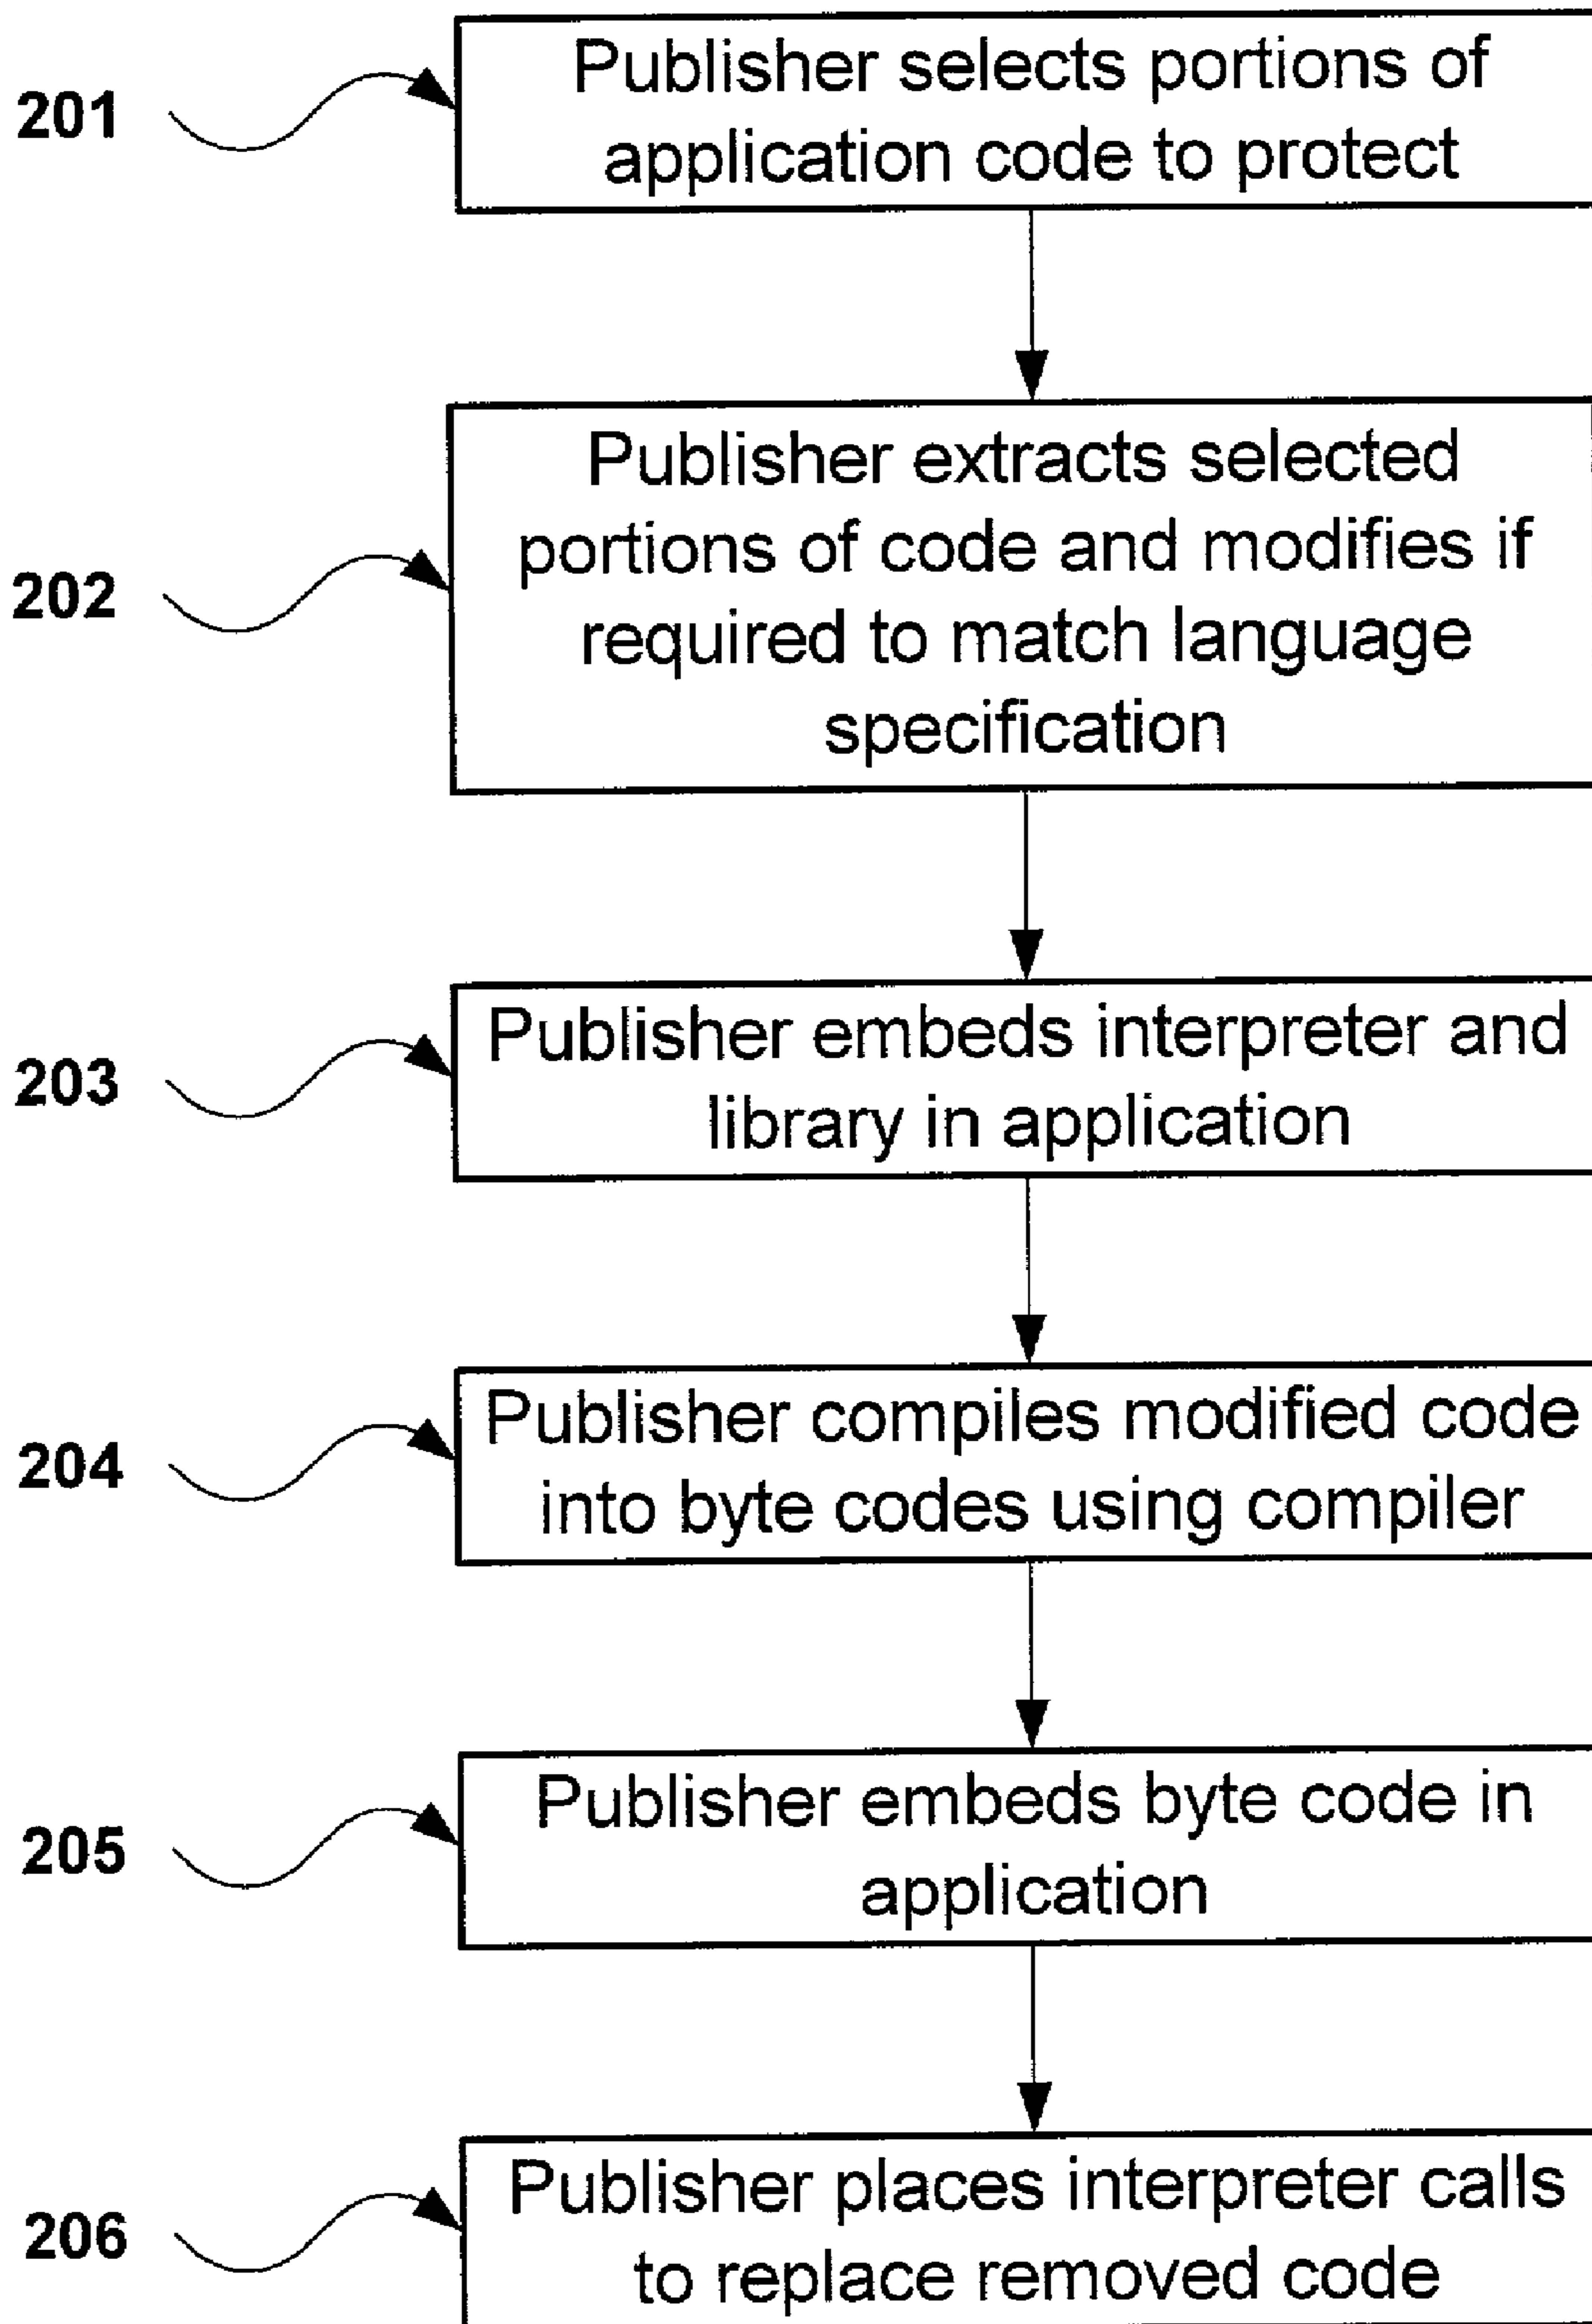 201
Publisher selects portions of
application code to protect
202
Publisher extracts selected
portions of code and modifies if
required to match language
specification
203
Publisher embeds interpreter and
library in application
204
Publisher compiles modified code
into byte codes using compiler
205
Publisher embeds byte code in
application
206
Publisher places interpreter calls
to replace removed code